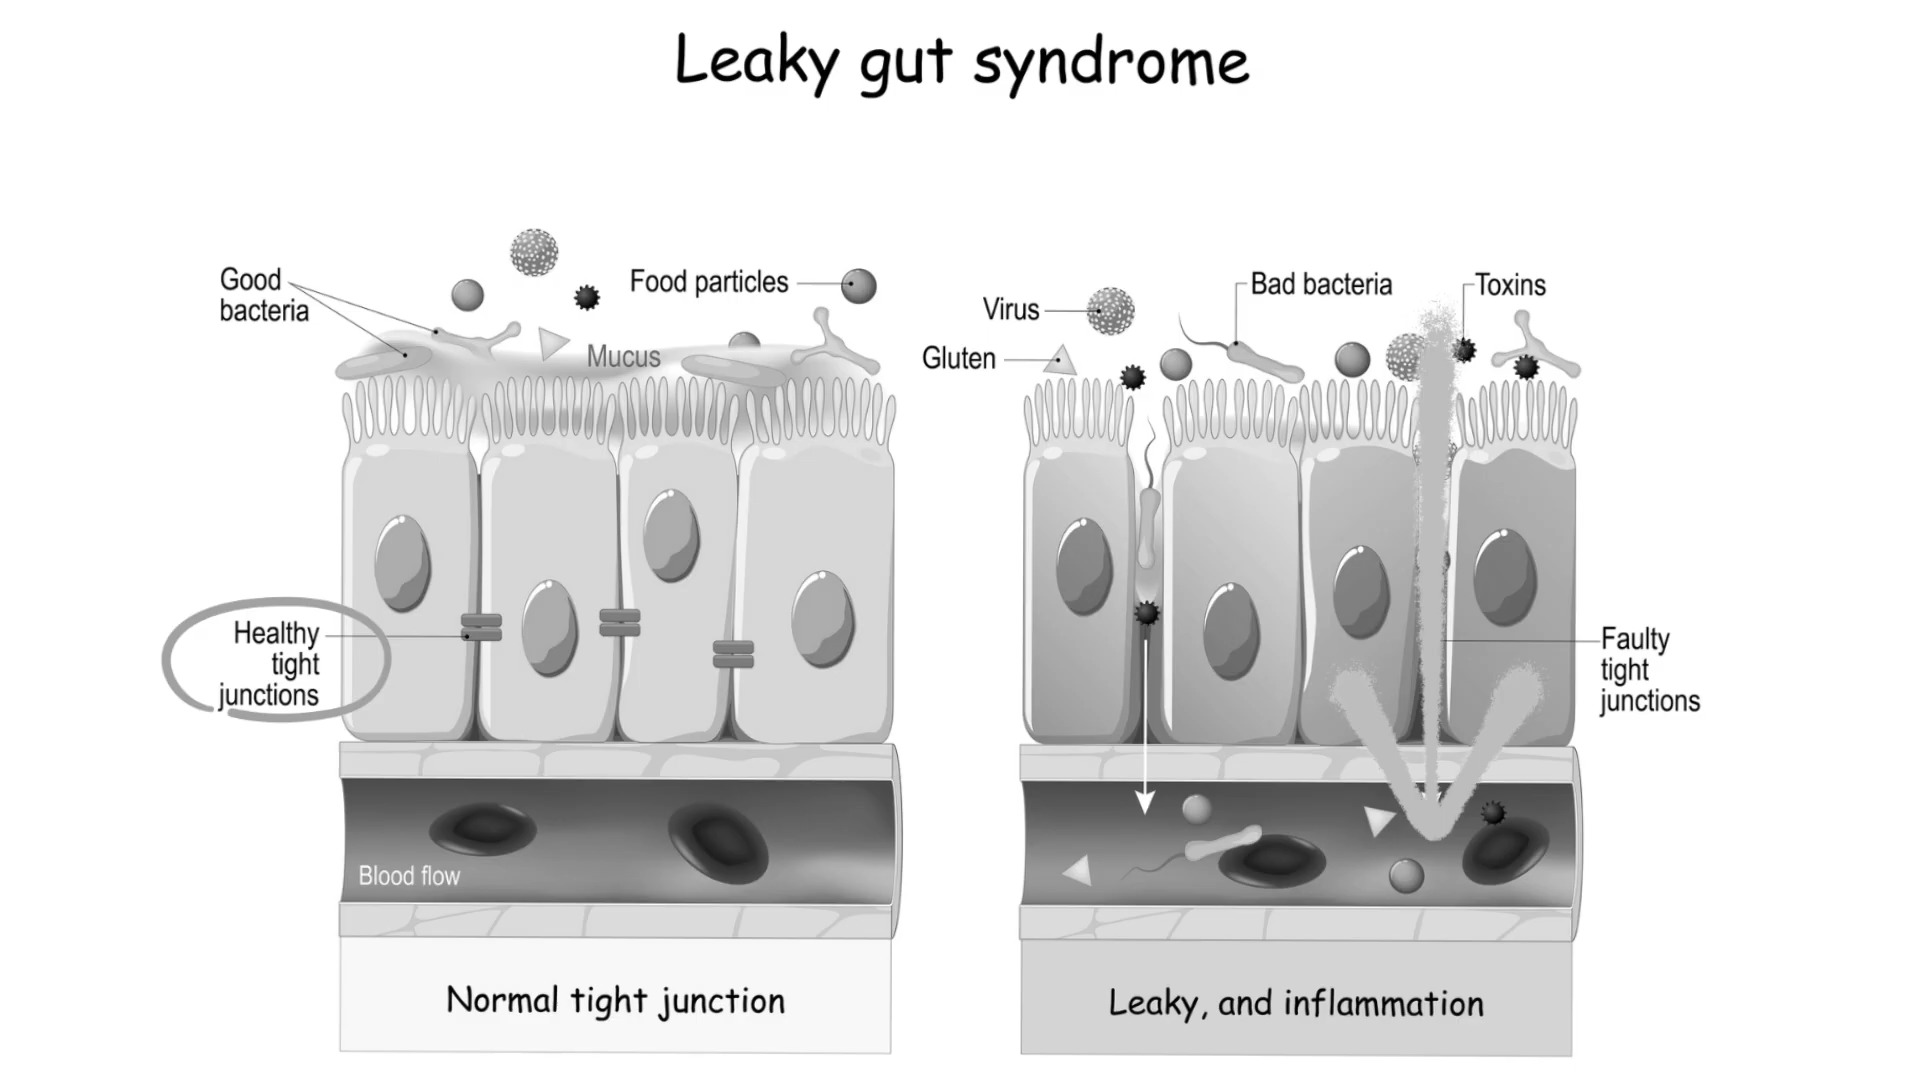 Leaky gut syndrome
Good
bacteria
Food particles
Mucus
Healthy
tight
junctions
Blood flow
Normal tight junction
Virus
Gluten
Bad bacteria
Toxins
Faulty
tight
junctions
Leaky, and inflammation